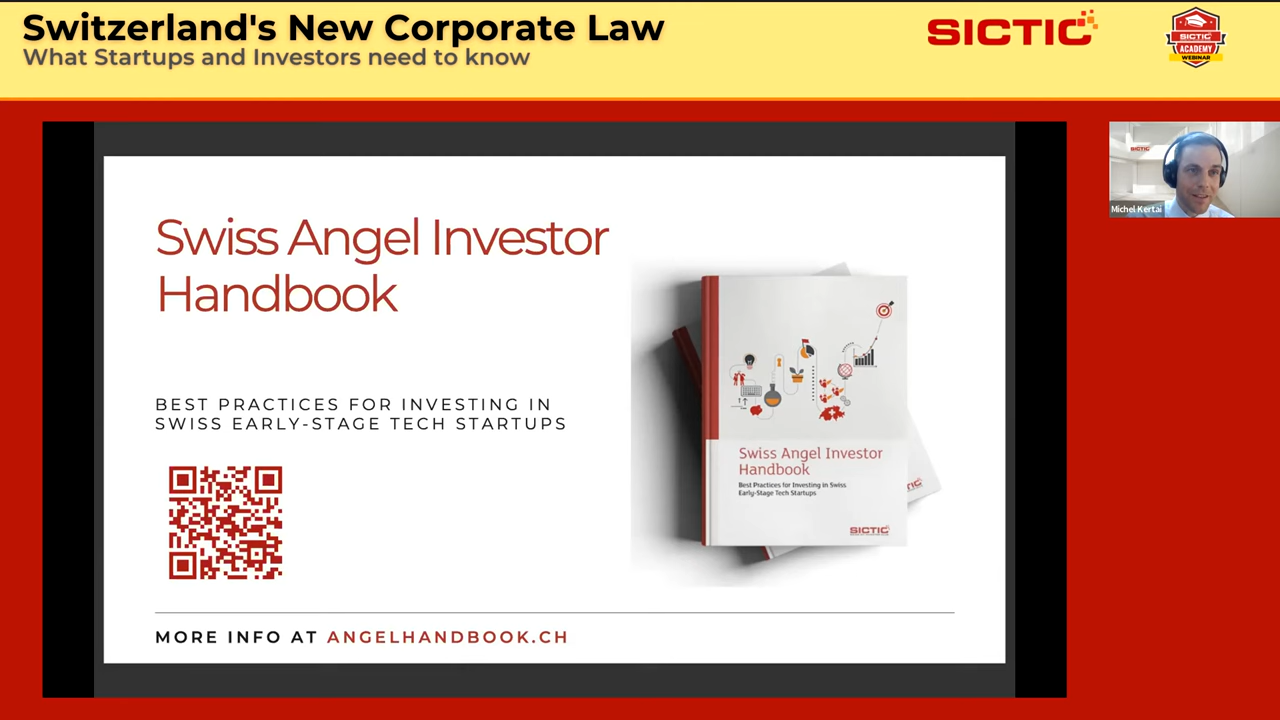 Switzerland's New Corporate Law
What Startups and Investors need to know
SICTIC
SICTIC
ACADEMY
WEBINAR
SICTIC
Michel Kertai
Swiss Angel Investor
Handbook
BEST PRACTICES FOR INVESTING IN
SWISS EARLY-STAGE TECH STARTUPS
Swiss Angel Investor
Handbook
Best Practices for Investing in Swiss
Early-Stage Tech Startups
SICTIC
MORE INFO AT ANGELHANDBOOK.CH